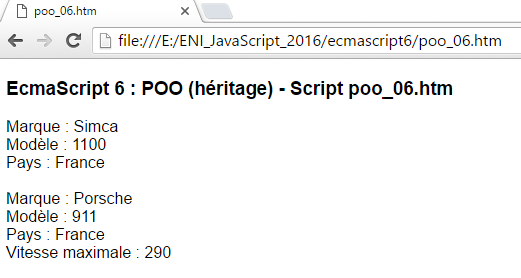 poo_06.htm
file:///E:/ENI_JavaScript_2016/ecmascript6/poo_06.htm
EcmaScript 6 : POO (héritage) - Script poo_06.htm
Marque : Simca
Modèle : 1100
Pays : France
Marque : Porsche
Modèle : 911
Pays : France
Vitesse maximale : 290